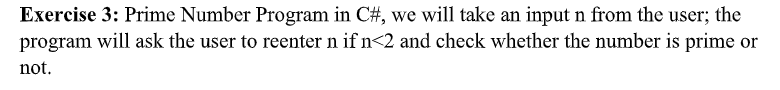 Exercise 3: Prime Number Program in C#, we will take an input n from the user; the
program will ask the user to reenter n if n<2 and check whether the number is prime or
not.